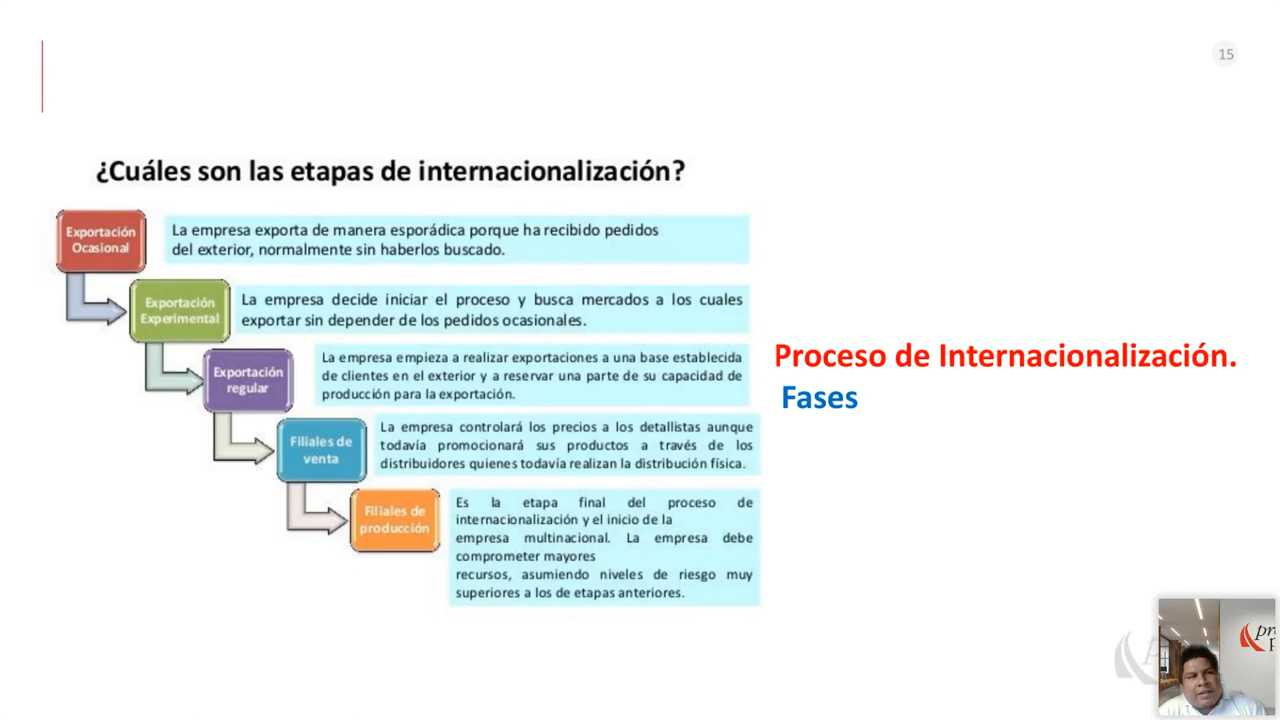 15
¿Cuáles son las etapas de internacionalización?
Exportación
Ocasional
La empresa exporta de manera esporádica porque ha recibido pedidos
del exterior, normalmente sin haberlos buscado.
Exportación
Experimental
La empresa decide iniciar el proceso y busca mercados a los cuales
exportar sin depender de los pedidos ocasionales.
Exportación
regular
La empresa empieza a realizar exportaciones a una base establecida
de clientes en el exterior y a reservar una parte de su capacidad de
producción para la exportación.
Filiales de
venta
La empresa controlará los precios a los detallistas aunque
todavía promocionará sus productos a través de los
distribuidores quienes todavía realizan la distribución física.
Filiales de
producción
Es la etapa final del proceso de
internacionalización y el inicio de la
empresa multinacional. La empresa debe
comprometer mayores
recursos, asumiendo niveles de riesgo muy
superiores a los de etapas anteriores.
Proceso de Internacionalización.
Fases